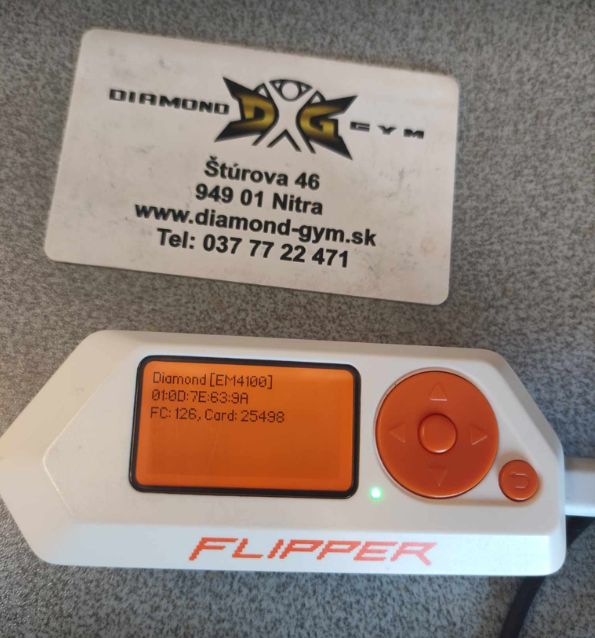 DIAMOND DG GYM
Štúrova 46
949 01 Nitra
www.diamond-gym.sk
Tel: 037 77 22 471
Diamond [EM4100]
01:0D:7E:63:9A
FC: 126, Card: 25498
FLIPPER